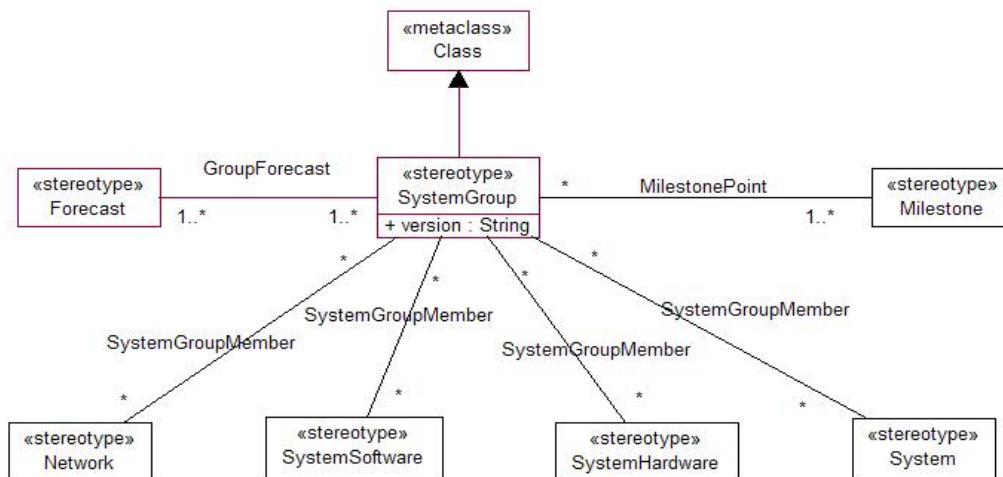 «metaclass»
Class
GroupForecast
«stereotype»
Forecast
1..*
1..*
«stereotype»
SystemGroup
+ version : String
*
MilestonePoint
1..*
«stereotype»
Milestone
*
*
*
*
SystemGroupMember
SystemGroupMember
SystemGroupMember
SystemGroupMember
*
*
*
*
«stereotype»
Network
«stereotype»
SystemSoftware
«stereotype»
SystemHardware
«stereotype»
System